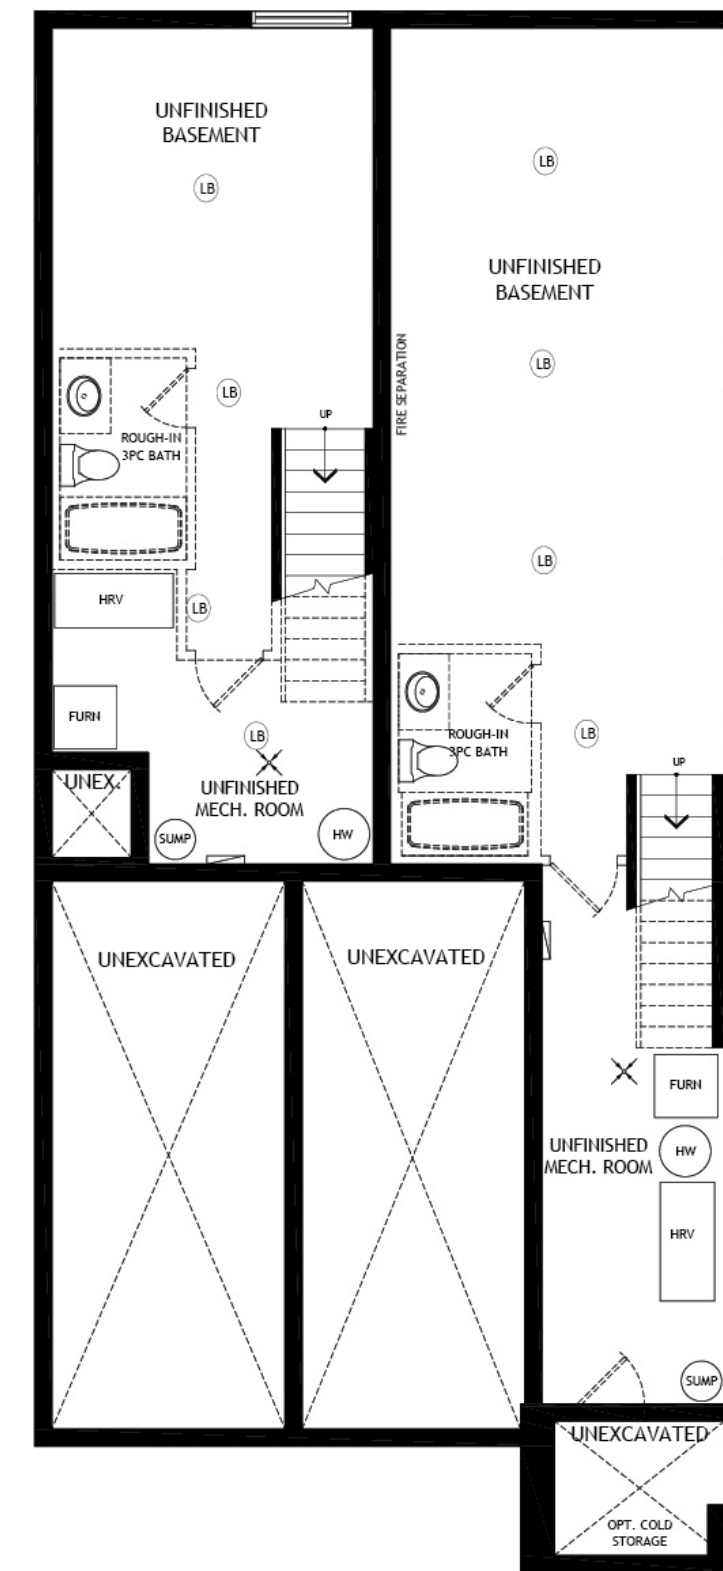 UNFINISHED
BASEMENT
LB
LB
UP
ROUGH-IN
3PC BATH
HRV
LB
FURN
LB
UNEX.
UNFINISHED
MECH. ROOM
SUMP
HW
LB
UNFINISHED
BASEMENT
FIRE SEPARATION
LB
LB
ROUGH-IN
3PC BATH
LB
UP
UNEXCAVATED
UNEXCAVATED
FURN
UNFINISHED
MECH. ROOM
HW
HRV
SUMP
UNEXCAVATED
OPT. COLD
STORAGE